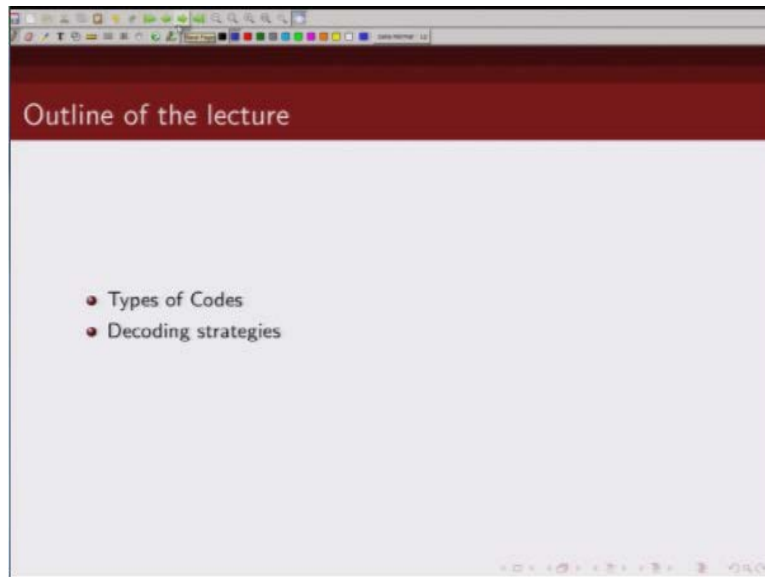 Outline of the lecture
Types of Codes
Decoding strategies